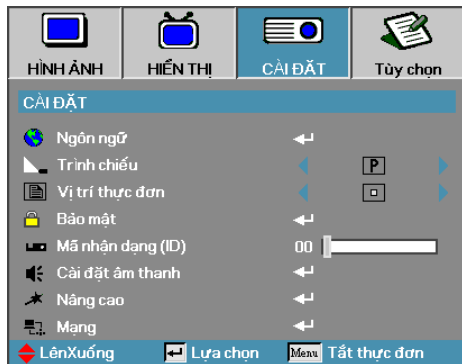 HÌNH ẢNH HIỂN THỊ CÀI ĐẶT Tùy chọn
CÀI ĐẶT
Ngôn ngữ
Trình chiếu P
Vị trí thực đơn
Bảo mật
Mã nhận dạng (ID) 00
Cài đặt âm thanh
Nâng cao
Mạng
LênXuống Lựa chọn Menu Tắt thực đơn